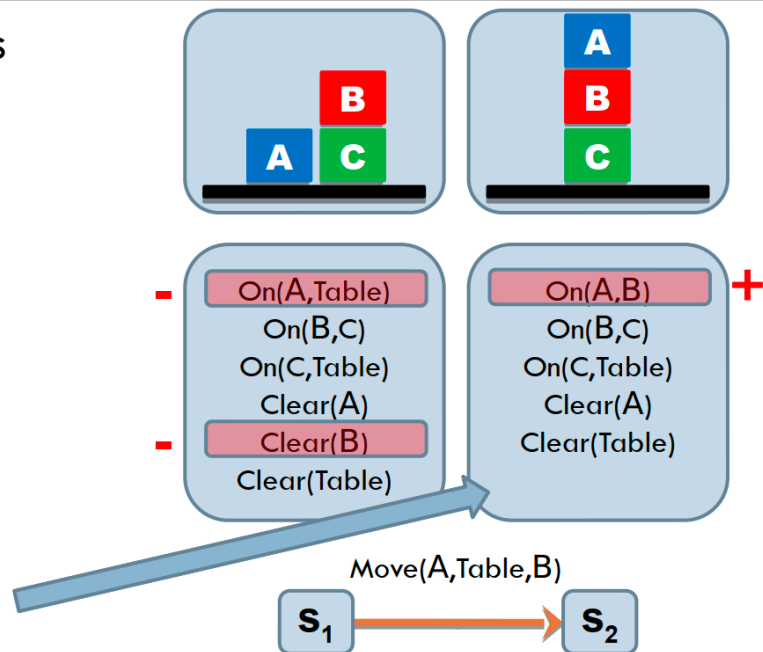 s
B
A C
A
B
C
- On(A,Table)
On(B,C)
On(C,Table)
Clear(A)
- Clear(B)
Clear(Table)
On(A,B) +
On(B,C)
On(C,Table)
Clear(A)
Clear(Table)
Move(A,Table,B)
S1 S2